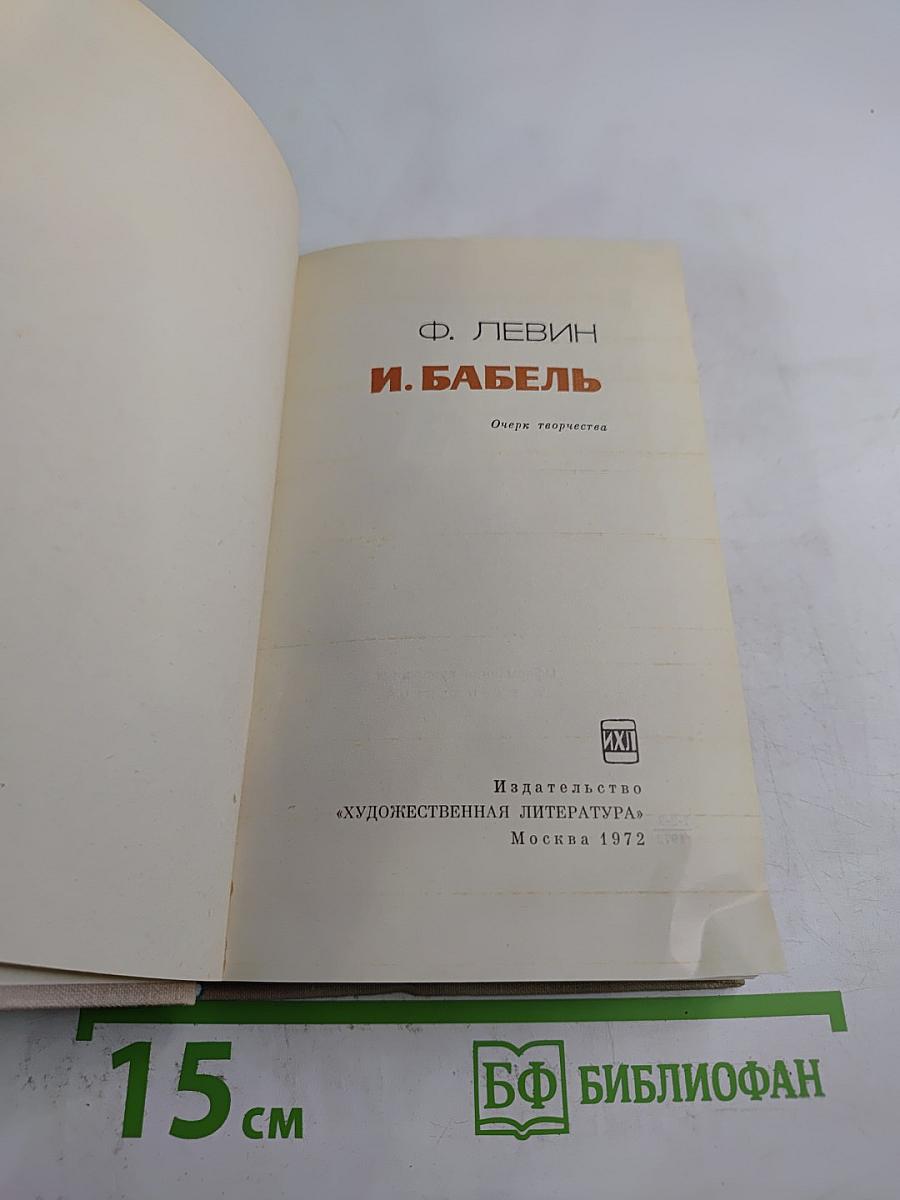 Ф. ЛЕВИН
И. БАБЕЛЬ
Очерк творчества
ИХЛ
Издательство
«ХУДОЖЕСТВЕННАЯ ЛИТЕРАТУРА»
Москва 1972
15 см
БФ БИБЛИОФАН